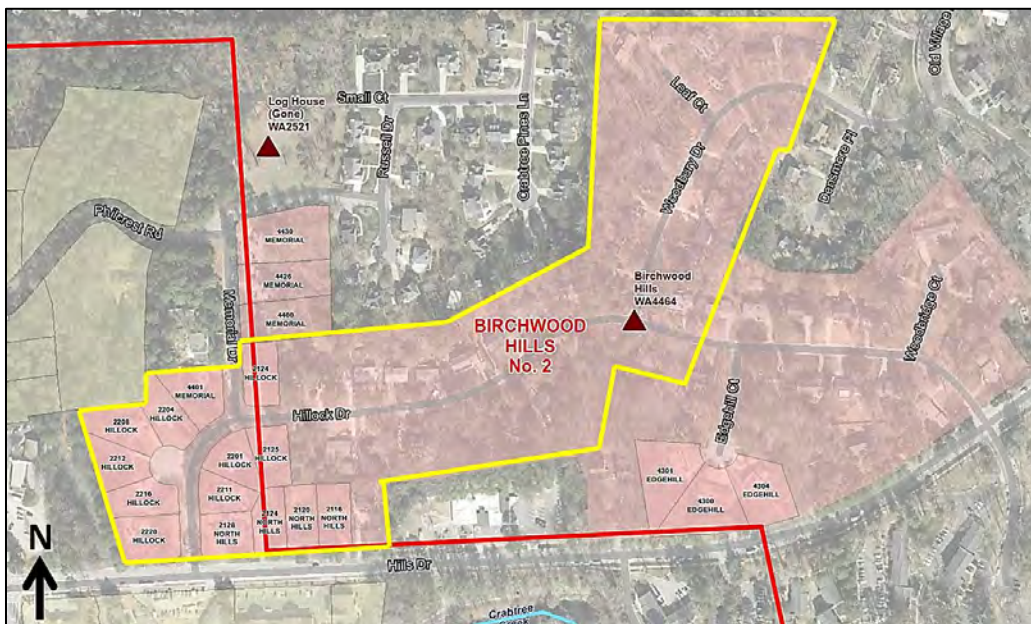 Old Village
Leaf Ct
Small Ct
Log House
(Gone)
WA2521
Russell Dr
Crabtree Pines Ln
Woodbury Dr
Densmore Pl
Philcrest Rd
4430
MEMORIAL
4426
MEMORIAL
4408
MEMORIAL
Memorial Dr
Birchwood
Hills
WA4464
BIRCHWOOD
HILLS
No. 2
Woodbridge Ct
2124
HILLOCK
4401
MEMORIAL
2204
HILLOCK
2208
HILLOCK
Hillock Dr
Edgehill Ct
2212
HILLOCK
2201
HILLOCK
2125
HILLOCK
2216
HILLOCK
2211
HILLOCK
4301
EDGEHILL
4300
EDGEHILL
4304
EDGEHILL
2220
HILLOCK
2128
NORTH
HILLS
2124
NORTH
HILLS
2120
NORTH
HILLS
2116
NORTH
HILLS
N
Hills Dr
Crabtree
Creek